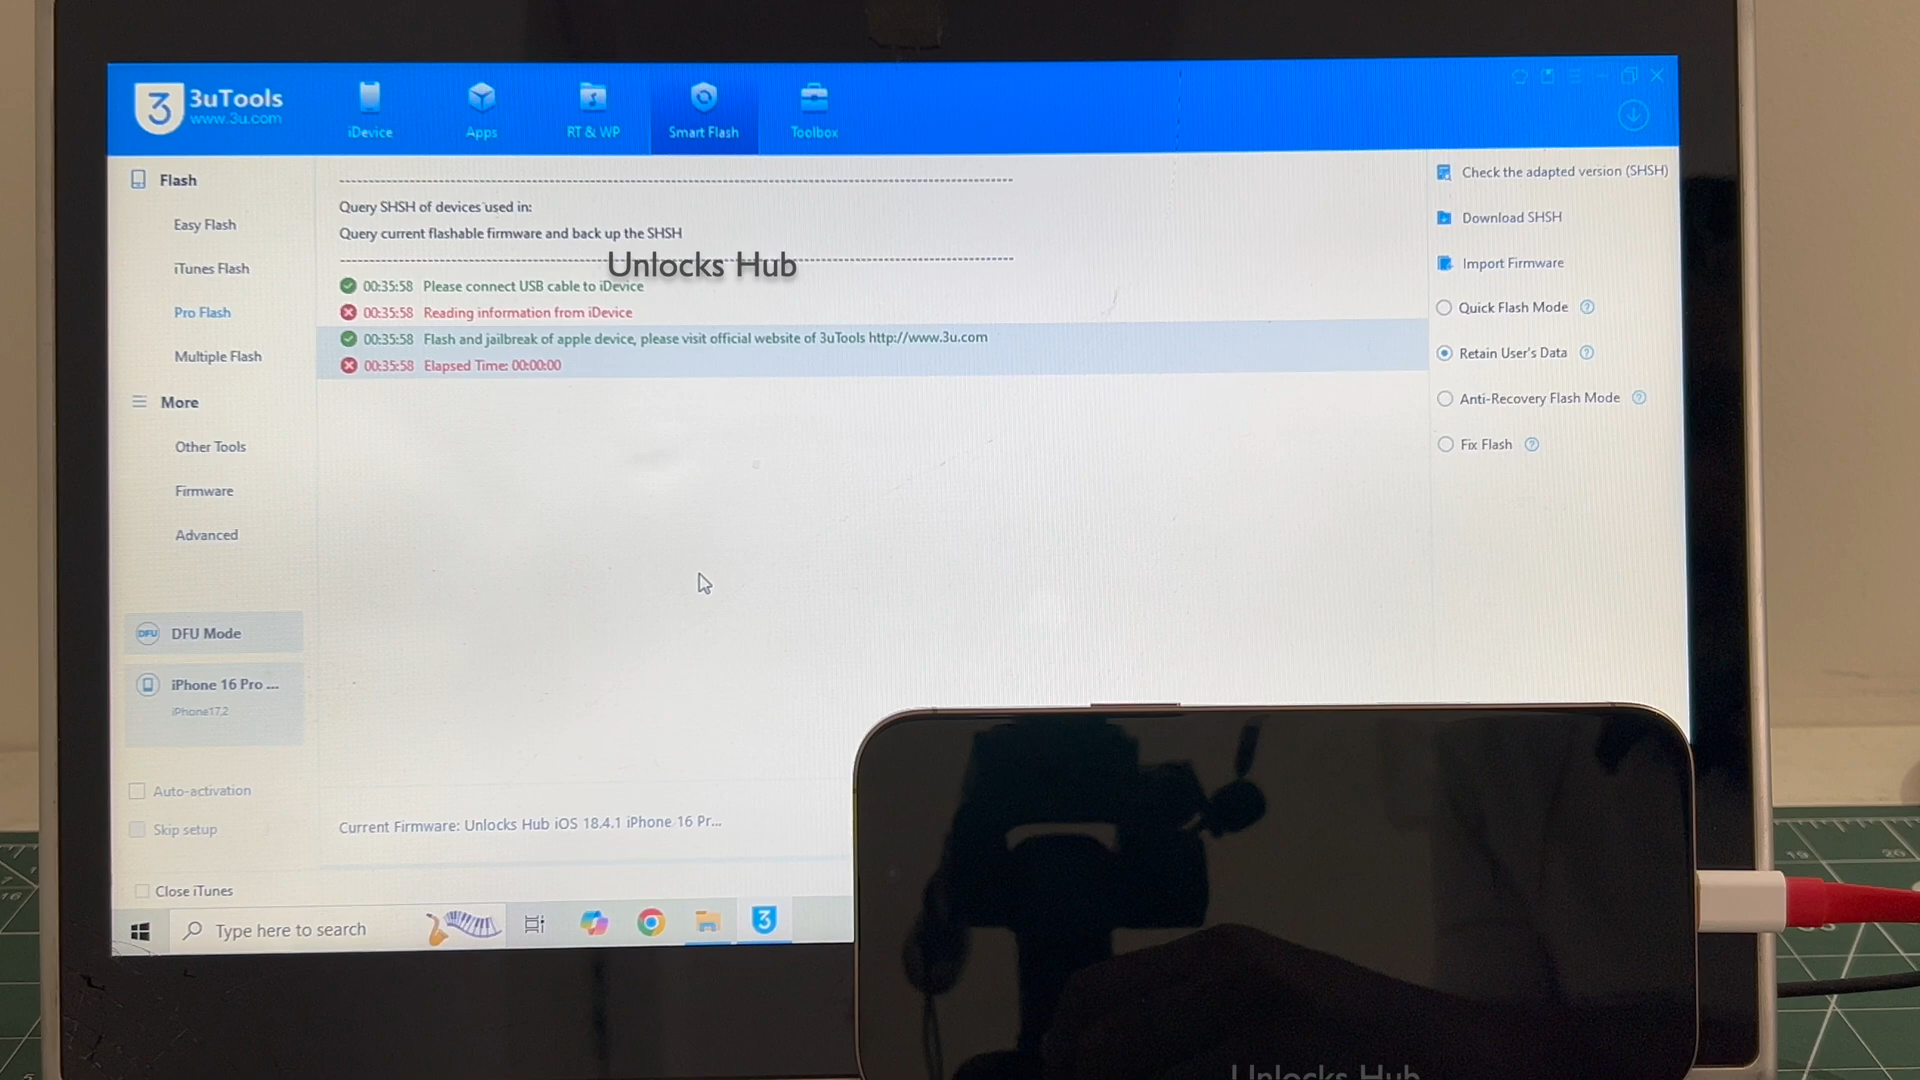 3uTools
www.3u.com
iDevice
Apps
RT & WP
Smart Flash
Toolbox
Flash
Easy Flash
iTunes Flash
Pro Flash
Multiple Flash
More
Other Tools
Firmware
Advanced
DFU DFU Mode
iPhone 16 Pro ...
iPhone17,2
Auto-activation
Skip setup
Close iTunes
Query SHSH of devices used in:
Query current flashable firmware and back up the SHSH
Unlocks Hub
00:35:58 Please connect USB cable to iDevice
00:35:58 Reading information from iDevice
00:35:58 Flash and jailbreak of apple device, please visit official website of 3uTools http://www.3u.com
00:35:58 Elapsed Time: 00:00:00
Current Firmware: Unlocks Hub iOS 18.4.1 iPhone 16 Pr...
Check the adapted version (SHSH)
Download SHSH
Import Firmware
Quick Flash Mode
Retain User's Data
Anti-Recovery Flash Mode
Fix Flash
Type here to search
Unlocks Hub
19
20